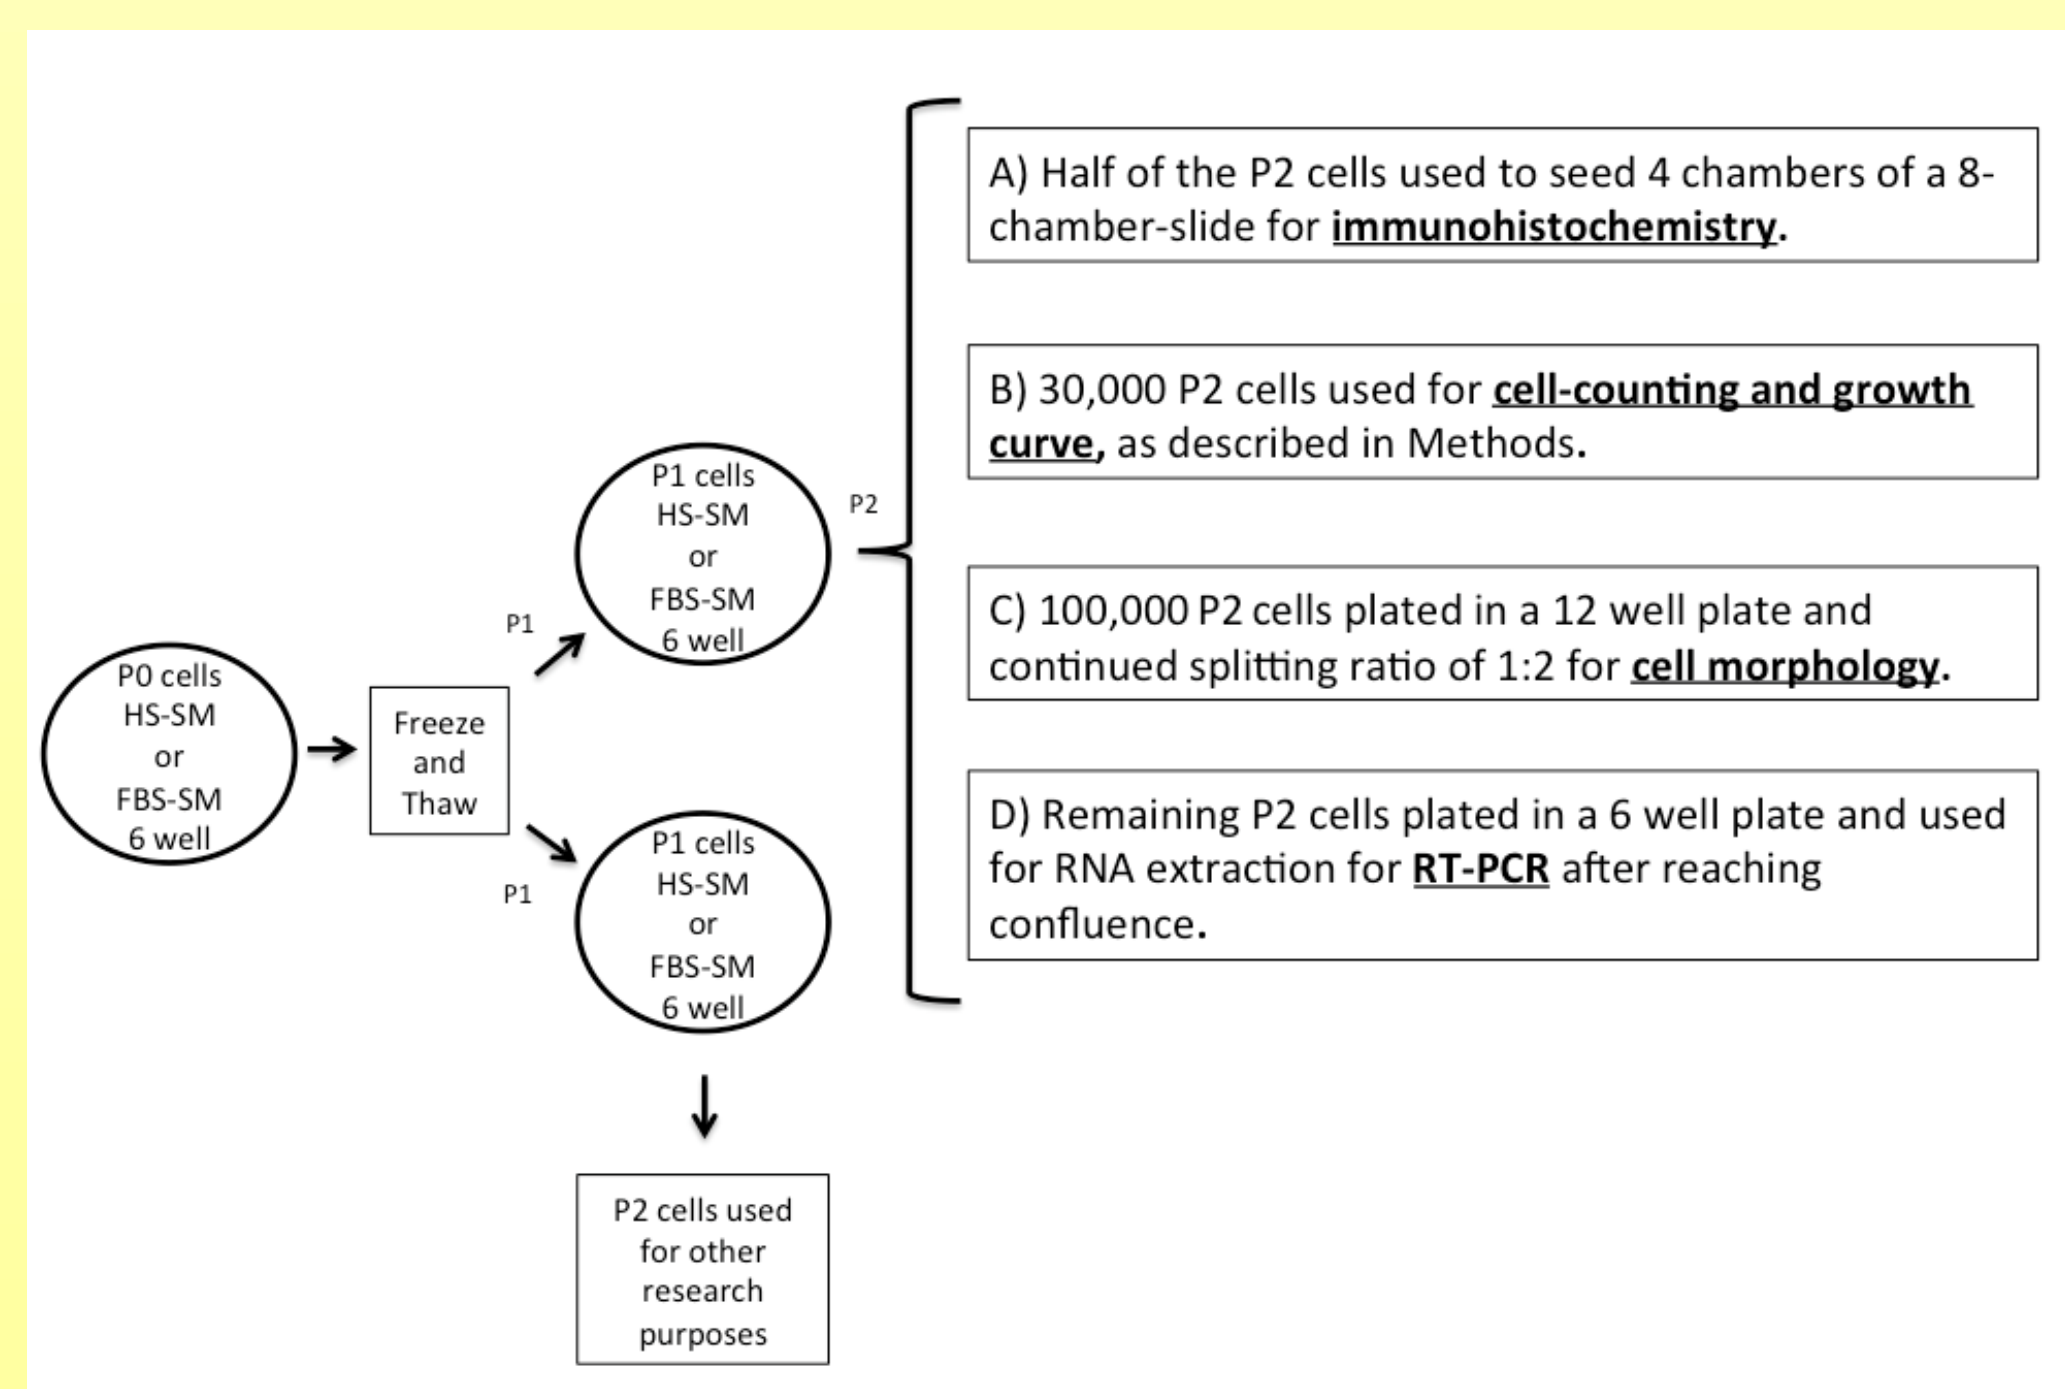 P0 cells
HS-SM
or
FBS-SM
6 well
Freeze
and
Thaw
P1
P1 cells
HS-SM
or
FBS-SM
6 well
P1
P1 cells
HS-SM
or
FBS-SM
6 well
P2 cells used
for other
research
purposes
P2
A) Half of the P2 cells used to seed 4 chambers of a 8-
chamber-slide for immunohistochemistry.
B) 30,000 P2 cells used for cell-counting and growth
curve, as described in Methods.
C) 100,000 P2 cells plated in a 12 well plate and
continued splitting ratio of 1:2 for cell morphology.
D) Remaining P2 cells plated in a 6 well plate and used
for RNA extraction for RT-PCR after reaching
confluence.